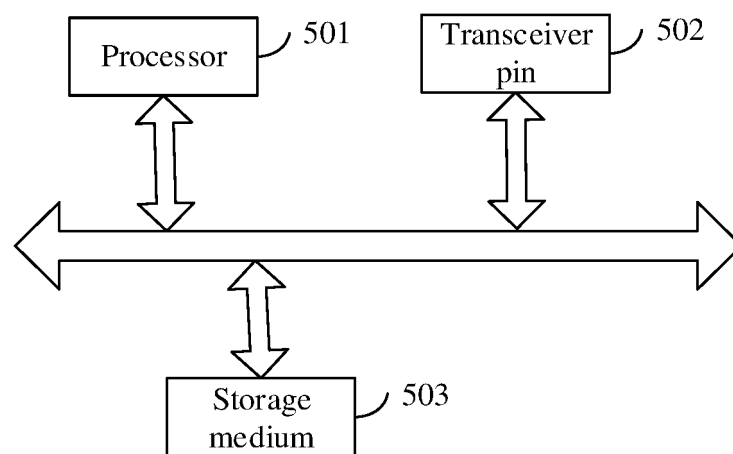 Processor
501
Transceiver
pin
502
Storage
medium
503